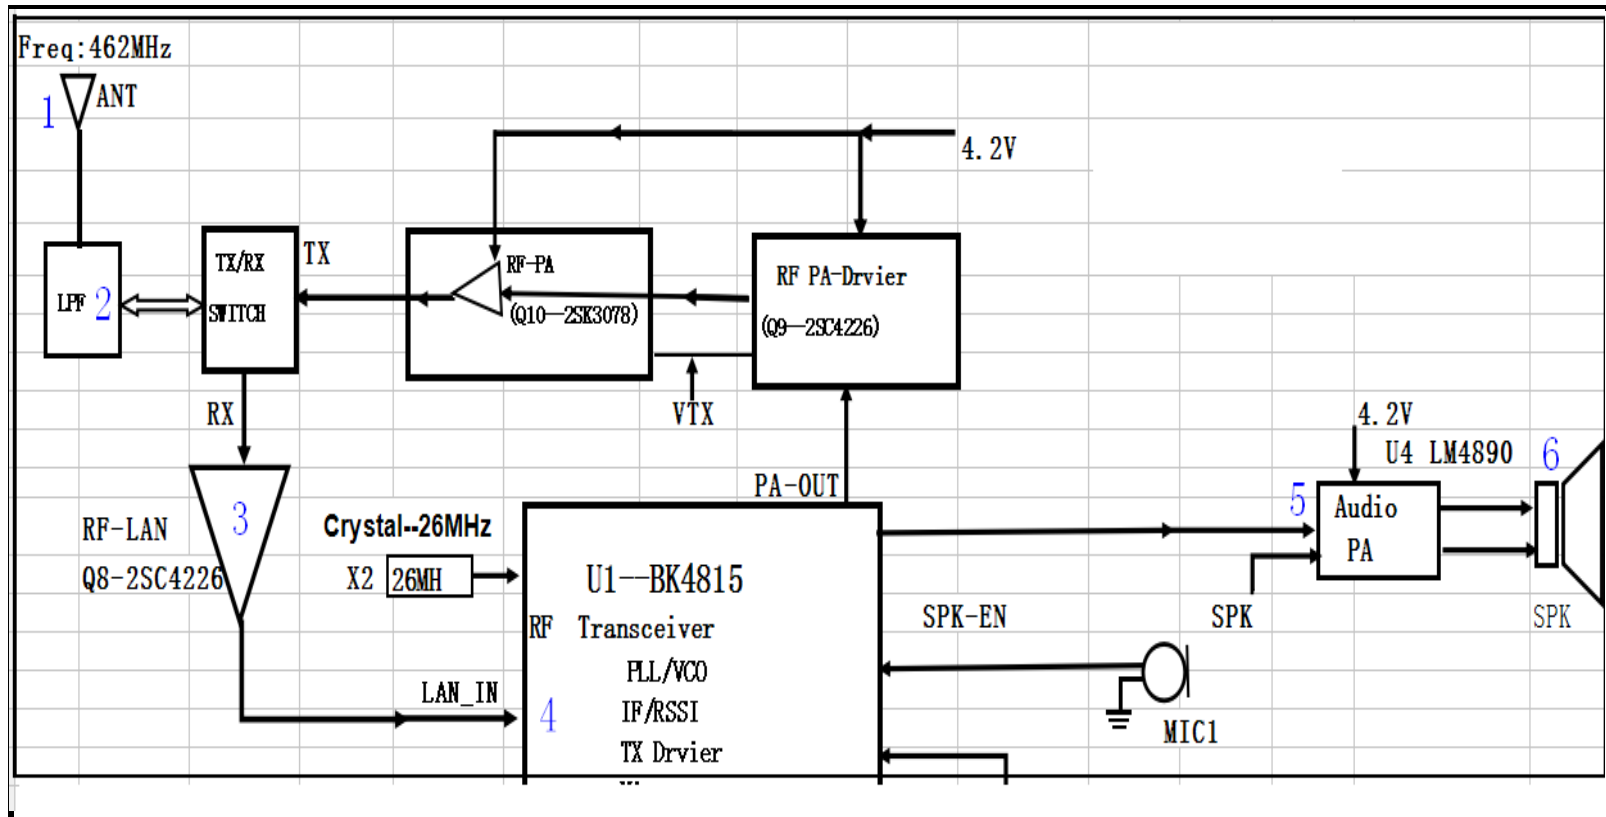 Freq:462MHz
1
ANT
4.2V
LPF
2
TX/RX
SWITCH
TX
RF-PA
(Q10—2SK3078)
RF PA-Drvier
(Q9—2SC4226)
RX
VTX
PA-OUT
4.2V
U4 LM4890
6
3
RF-LAN
Q8-2SC4226
Crystal--26MHz
X2
26MH
U1--BK4815
RF Transceiver
PLL/VCO
IF/RSSI
TX Drvier
LAN_IN
4
5
Audio
PA
SPK-EN
SPK
SPK
MIC1